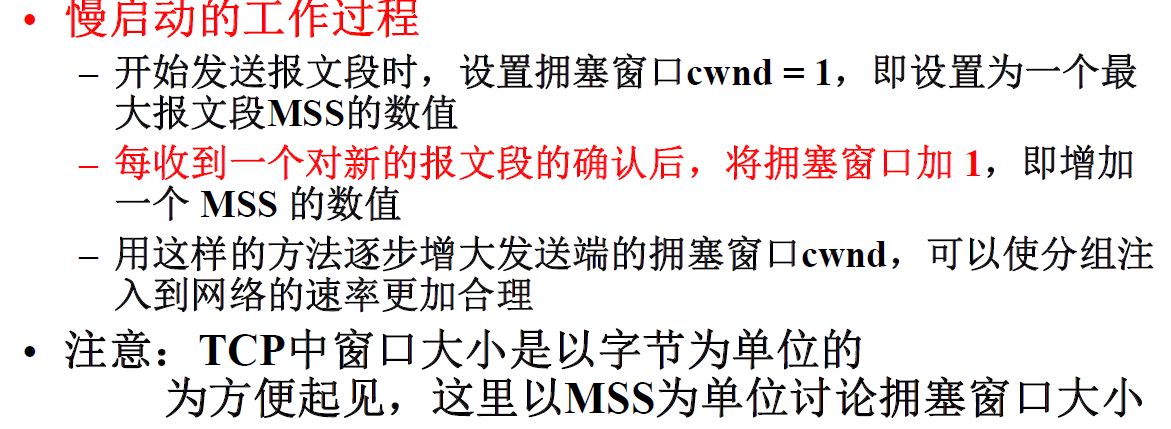 • 慢启动的工作过程
– 开始发送报文段时，设置拥塞窗口cwnd = 1，即设置为一个最
大报文段MSS的数值
– 每收到一个对新的报文段的确认后，将拥塞窗口加 1，即增加
一个 MSS 的数值
– 用这样的方法逐步增大发送端的拥塞窗口cwnd，可以使分组注
入到网络的速率更加合理
• 注意：TCP中窗口大小是以字节为单位的
为方便起见，这里以MSS为单位讨论拥塞窗口大小